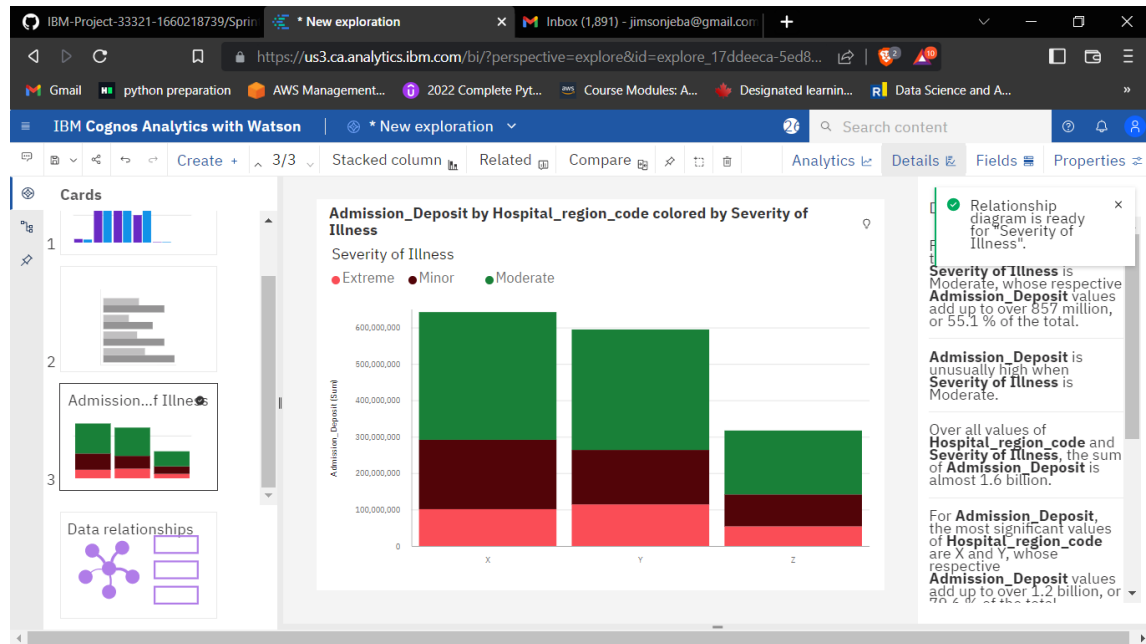 IBM-Project-33321-1660218739/Sprin
* New exploration
Inbox (1,891) - jimsonjeba@gmail.com
https://us3.ca.analytics.ibm.com/bi/?perspective=explore&id=explore_17ddeeca-5ed8...
2
10
Gmail
python preparation
AWS Management...
2022 Complete Pyt...
Course Modules: A...
Designated learnin...
Data Science and A...
»
IBM Cognos Analytics with Watson
* New exploration
26
Search content
Create +
3/3
Stacked column
Related
Compare
Analytics
Details
Fields
Properties
Cards
1
2
Admission...f Illness
3
Data relationships
Admission_Deposit by Hospital_region_code colored by Severity of
Illness
Severity of Illness
Extreme
Minor
Moderate
Admission_Deposit (Sum)
600,000,000
500,000,000
400,000,000
300,000,000
200,000,000
100,000,000
0
X
Y
Z
Relationship
diagram is ready
for "Severity of
Illness".
Severity of Illness is
Moderate, whose respective
Admission_Deposit values
add up to over 857 million,
or 55.1 % of the total.
Admission_Deposit is
unusually high when
Severity of Illness is
Moderate.
Over all values of
Hospital_region_code and
Severity of Illness, the sum
of Admission_Deposit is
almost 1.6 billion.
For Admission_Deposit,
the most significant values
of Hospital_region_code
are X and Y, whose
respective
Admission_Deposit values
add up to over 1.2 billion, or
79.6 % of the total